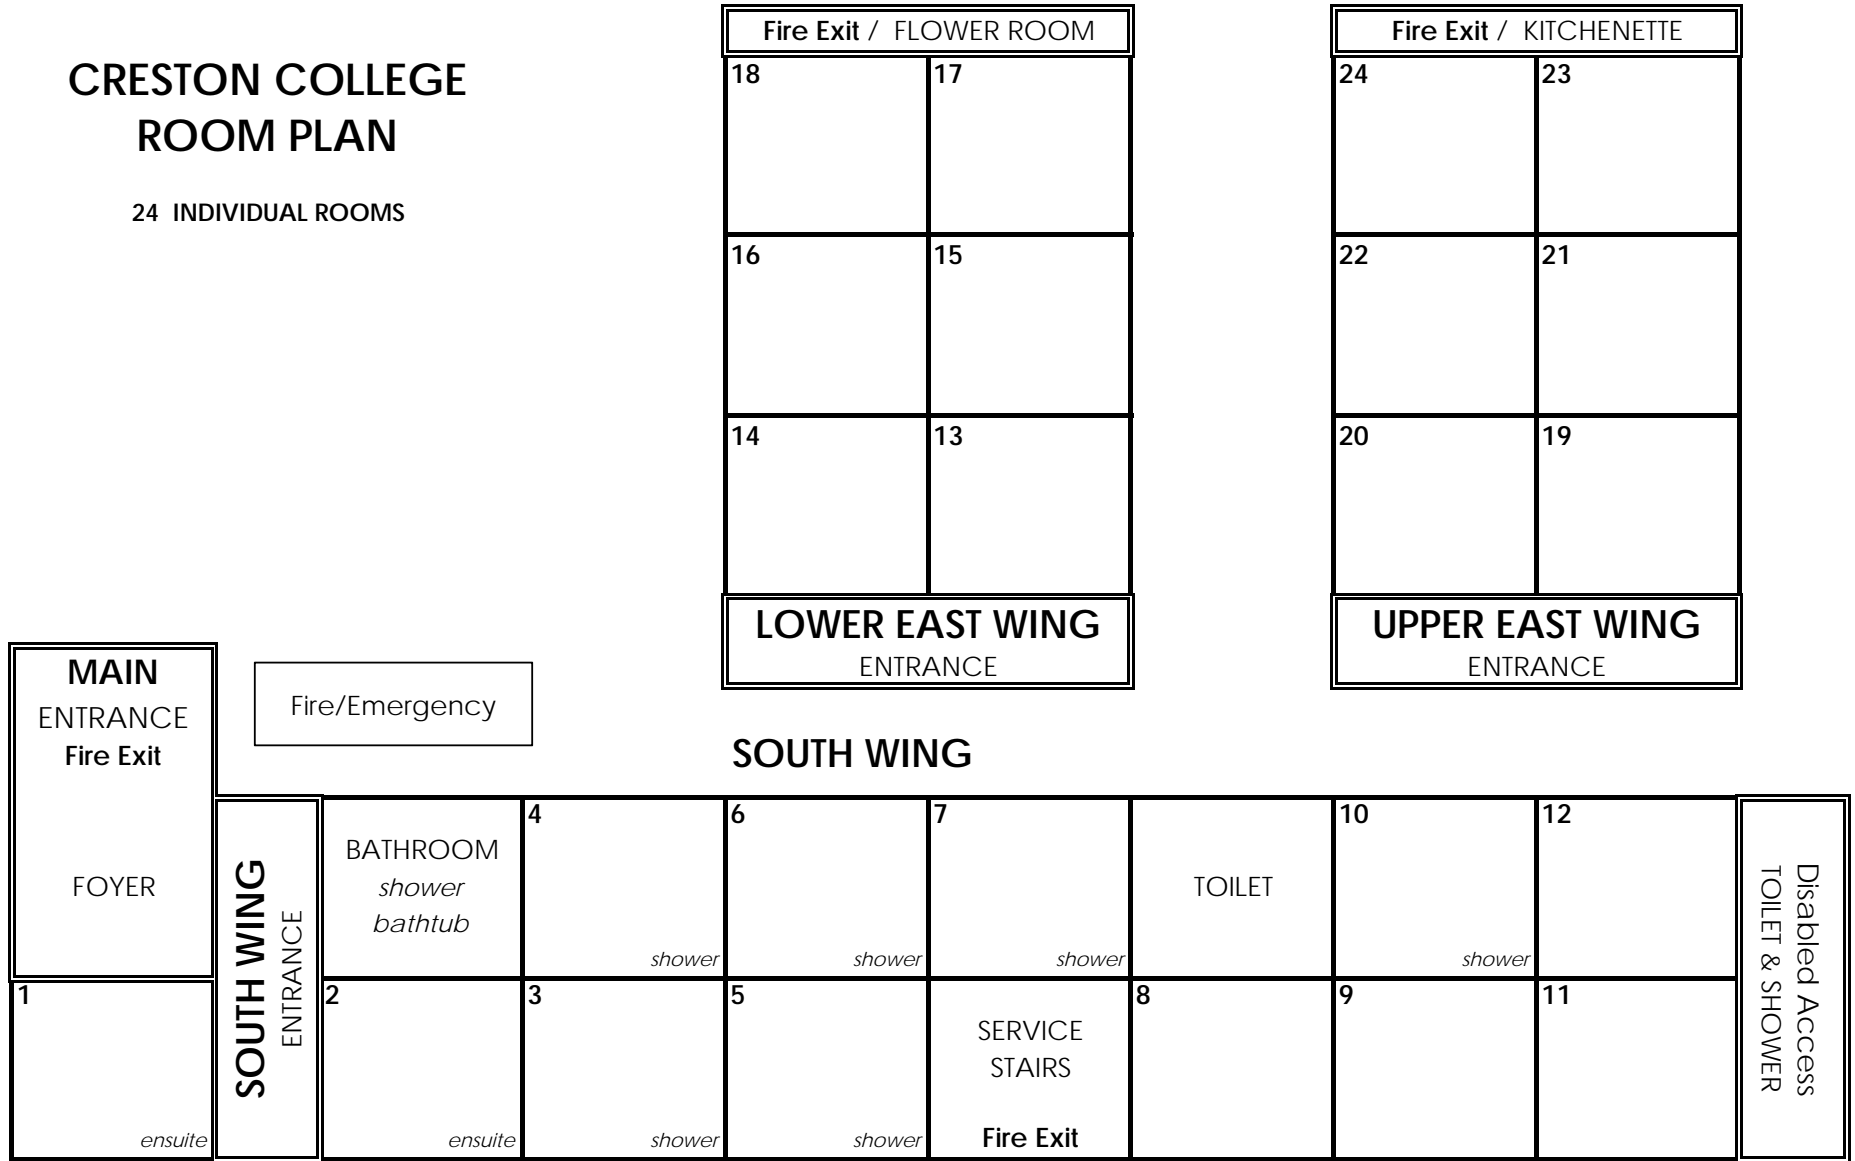 CRESTON COLLEGE
ROOM PLAN
24 INDIVIDUAL ROOMS
Fire Exit / FLOWER ROOM
18
17
16
15
14
13
LOWER EAST WING
ENTRANCE
Fire Exit / KITCHENETTE
24
23
22
21
20
19
UPPER EAST WING
ENTRANCE
MAIN
ENTRANCE
Fire Exit
FOYER
Fire/Emergency
SOUTH WING
1
ensuite
SOUTH WING
ENTRANCE
BATHROOM
shower
bathtub
4
shower
6
shower
7
shower
TOILET
10
shower
12
2
ensuite
3
shower
5
shower
SERVICE
STAIRS
Fire Exit
8
9
11
Disabled Access
TOILET & SHOWER